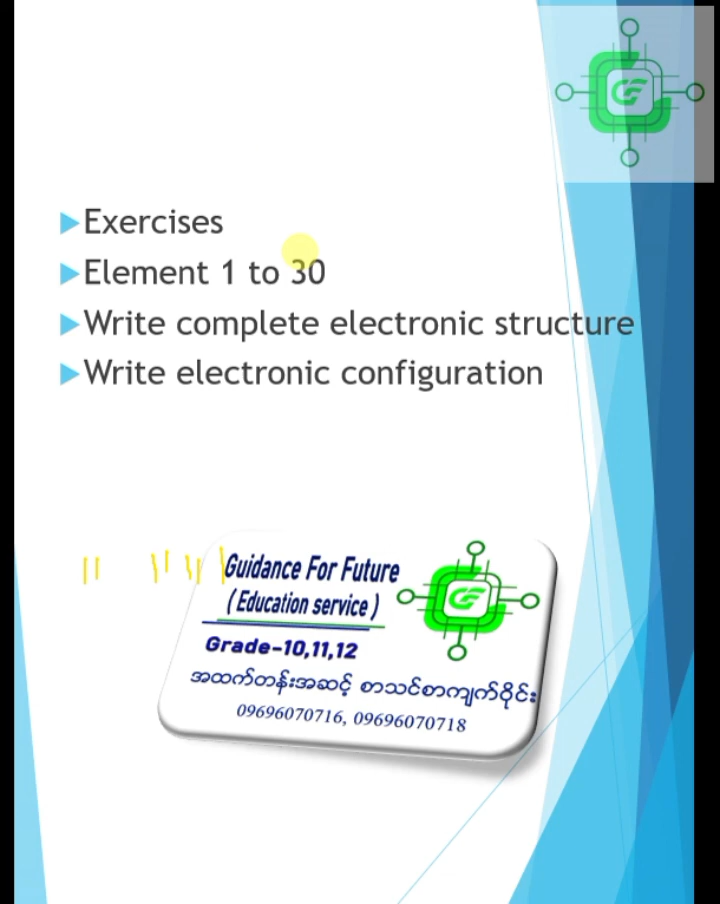 Exercises
Element 1 to 30
Write complete electronic structure
Write electronic configuration
Guidance For Future
( Education service )
Grade-10,11,12
အထက်တန်းအဆင့် စာသင်စာကျက်ဝိုင်း
09696070716, 09696070718